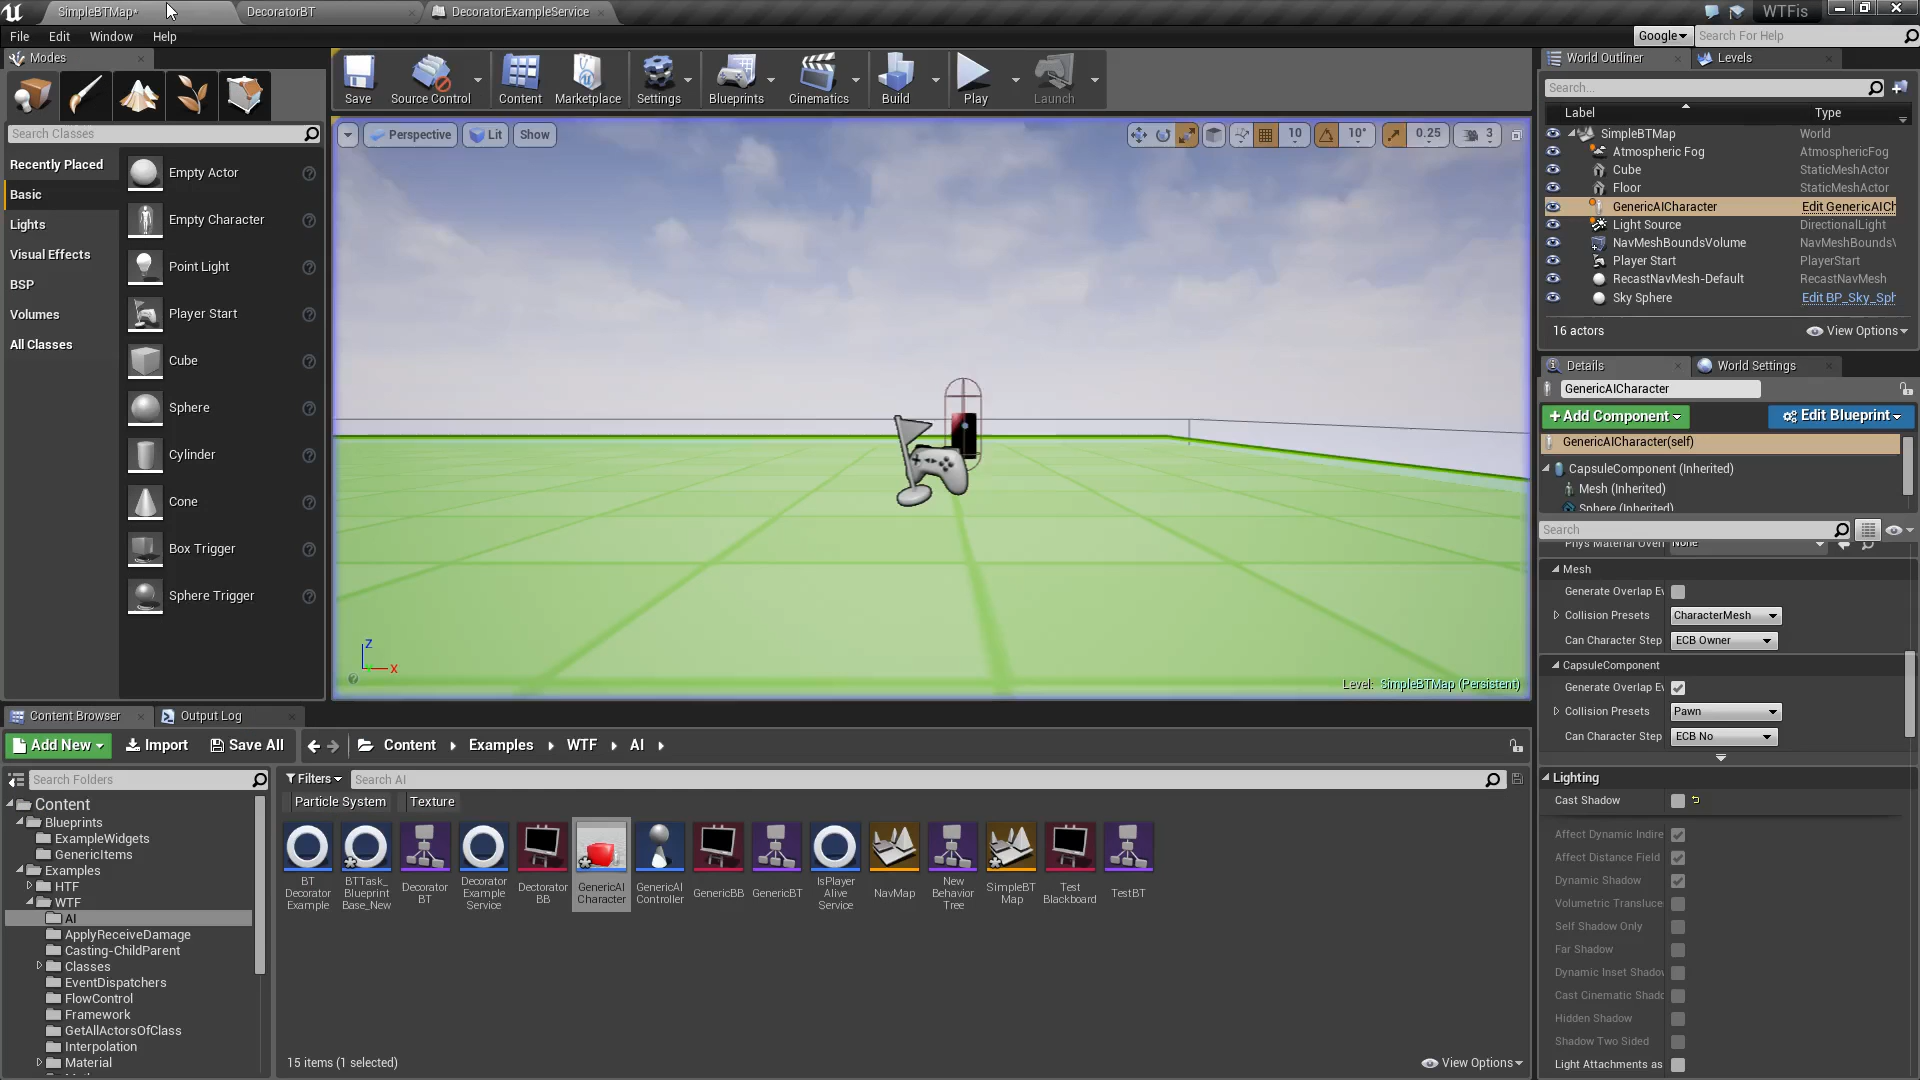 SimpleBTMap*
DecoratorBT
DecoratorExampleService
WTFis
File
Edit
Window
Help
Google
Search For Help
Modes
Search Classes
Recently Placed
Basic
Lights
Visual Effects
BSP
Volumes
All Classes
Empty Actor
Empty Character
Point Light
Player Start
Cube
Sphere
Cylinder
Cone
Box Trigger
Sphere Trigger
Save
Source Control
Content
Marketplace
Settings
Blueprints
Cinematics
Build
Play
Launch
Perspective
Lit
Show
10
10°
0.25
3
Z
X
Level: SimpleBTMap (Persistent)
World Outliner
Levels
Search...
Label
Type
SimpleBTMap
World
Atmospheric Fog
AtmosphericFog
Cube
StaticMeshActor
Floor
StaticMeshActor
GenericAICharacter
Edit GenericAICh
Light Source
DirectionalLight
NavMeshBoundsVolume
NavMeshBounds\
Player Start
PlayerStart
RecastNavMesh-Default
RecastNavMesh
Sky Sphere
Edit BP_Sky_Sph
16 actors
View Options
Details
World Settings
GenericAICharacter
+Add Component
Edit Blueprint
GenericAICharacter(self)
CapsuleComponent (Inherited)
Mesh (Inherited)
Sphere (Inherited)
Search
Phys Material Overr
None
Mesh
Generate Overlap Ev
Collision Presets
CharacterMesh
Can Character Step
ECB Owner
CapsuleComponent
Generate Overlap Ev
Collision Presets
Pawn
Can Character Step
ECB No
Lighting
Cast Shadow
Affect Dynamic Indire
Affect Distance Field
Dynamic Shadow
Volumetric Transluce
Self Shadow Only
Far Shadow
Dynamic Inset Shadov
Cast Cinematic Shado
Hidden Shadow
Shadow Two Sided
Light Attachments as
Content Browser
Output Log
Add New
Import
Save All
Content
Examples
WTF
AI
Search Folders
Content
Blueprints
ExampleWidgets
GenericItems
Examples
HTF
WTF
AI
ApplyReceiveDamage
Casting-ChildParent
Classes
EventDispatchers
FlowControl
Framework
GetAllActorsOfClass
Interpolation
Material
Filters
Search AI
Particle System
Texture
BT
Decorator
Example
BTTask_
Blueprint
Base_New
Decorator
BT
Decorator
Example
Service
Dectorator
BB
GenericAI
Character
GenericAI
Controller
GenericBB
GenericBT
IsPlayer
Alive
Service
NavMap
New
Behavior
Tree
SimpleBT
Map
Test
Blackboard
TestBT
15 items (1 selected)
View Options